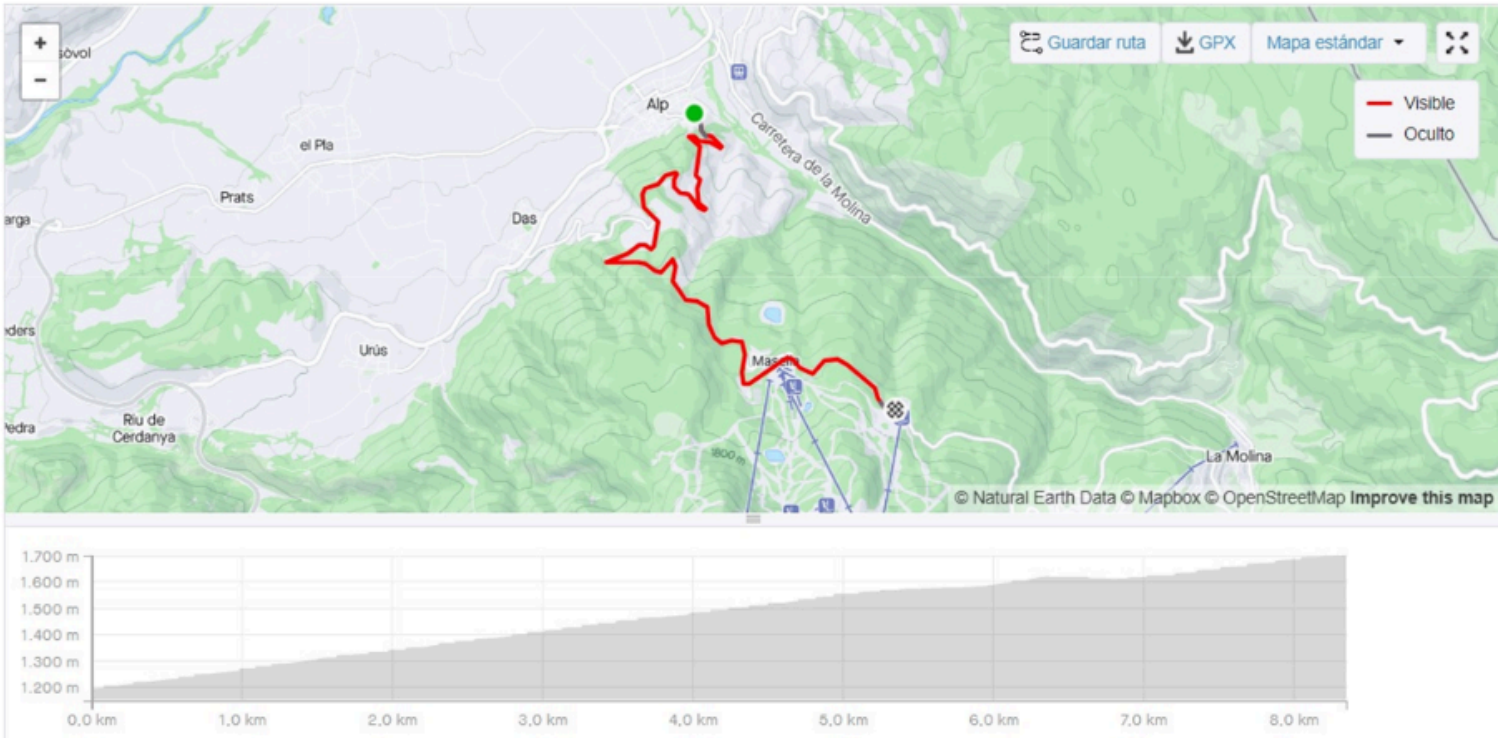 +
−
sòvol
Guardar ruta
GPX
Mapa estándar
Visible
Oculto
Alp
Carretera de la Molina
el Pla
Prats
Das
arga
eders
Urús
Riu de
Cerdanya
Pedra
1800 m
La Molina
© Natural Earth Data © Mapbox © OpenStreetMap Improve this map
1.700 m
1.600 m
1.500 m
1.400 m
1.300 m
1.200 m
0,0 km 1,0 km 2,0 km 3,0 km 4,0 km 5,0 km 6,0 km 7,0 km 8,0 km